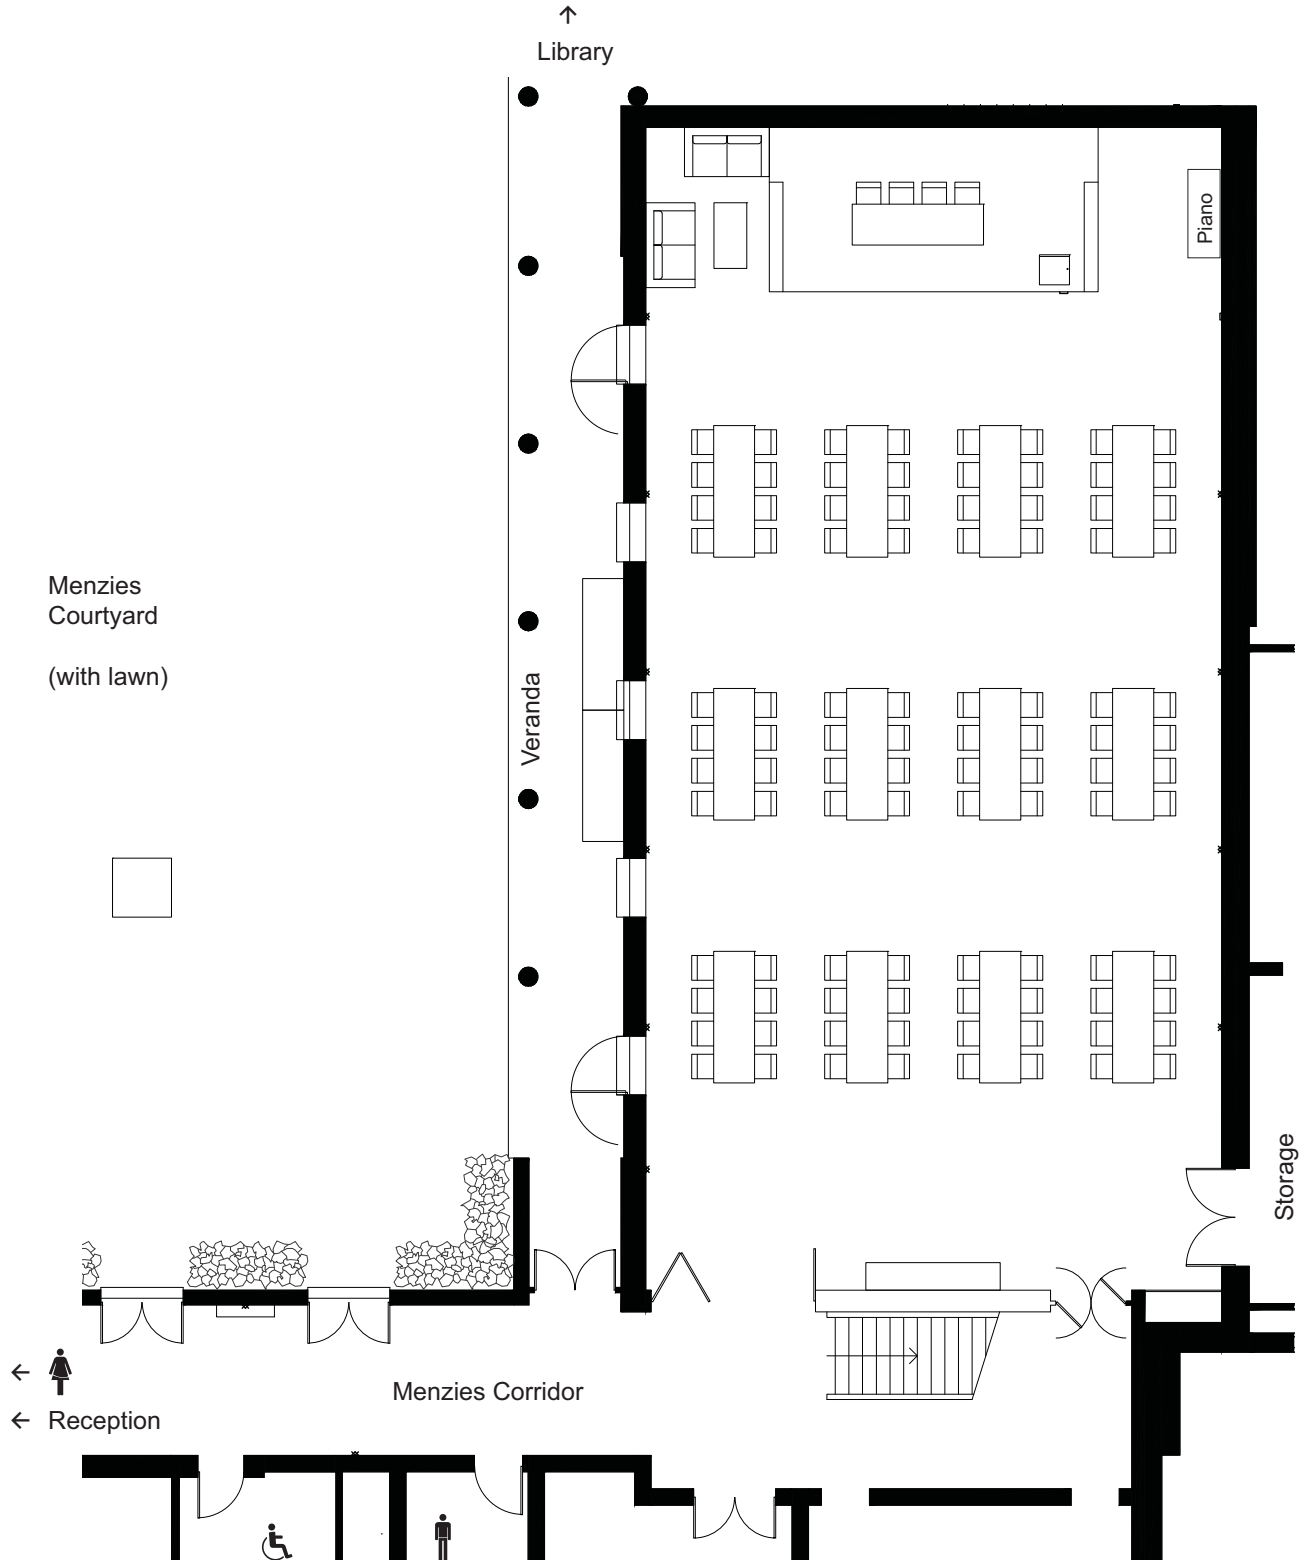 ↑
Library
Piano
Menzies
Courtyard
(with lawn)
Veranda
Storage
Menzies Corridor
←
← Reception